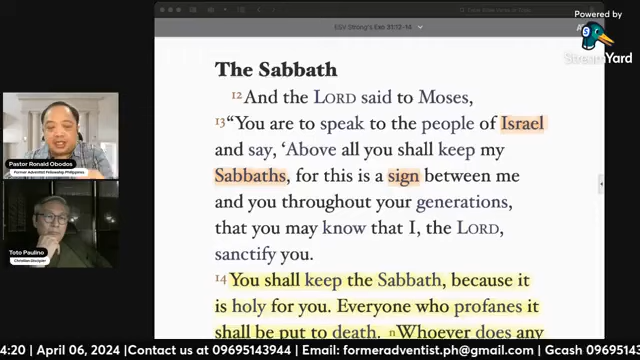 Powered by
StreamYard
ESV Strong's Exo 31:12–14
The Sabbath
12 And the LORD said to Moses,
13 “You are to speak to the people of Israel
and say, ‘Above all you shall keep my
Sabbaths, for this is a sign between me
and you throughout your generations,
that you may know that I, the LORD,
sanctify you.
14 You shall keep the Sabbath, because it
is holy for you. Everyone who profanes it
shall be put to death. n Whoever does any
Pastor Ronald Obodos
Former Adventist Fellowship Philippines
Toto Paulino
Christian disciple
4:20 | April 06, 2024 |Contact us at 09695143944 | Email: formeradventist.ph@gmail.com | Gcash 09695143